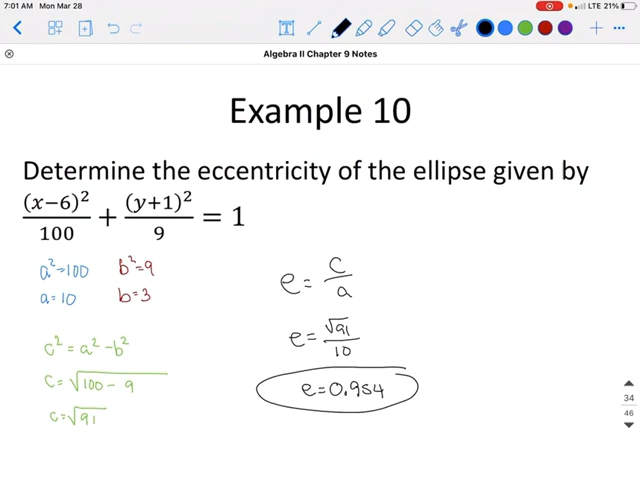 7:01 AM Mon Mar 28
LTE 21%
Algebra II Chapter 9 Notes
Example 10
Determine the eccentricity of the ellipse given by
(x−6)²/100 + (y+1)²/9 = 1
a²=100 b²=9
a=10 b=3
e = c/a
c² = a² − b²
e = √91/10
c = √100 − 9
e=0.954
c=√91
34
46